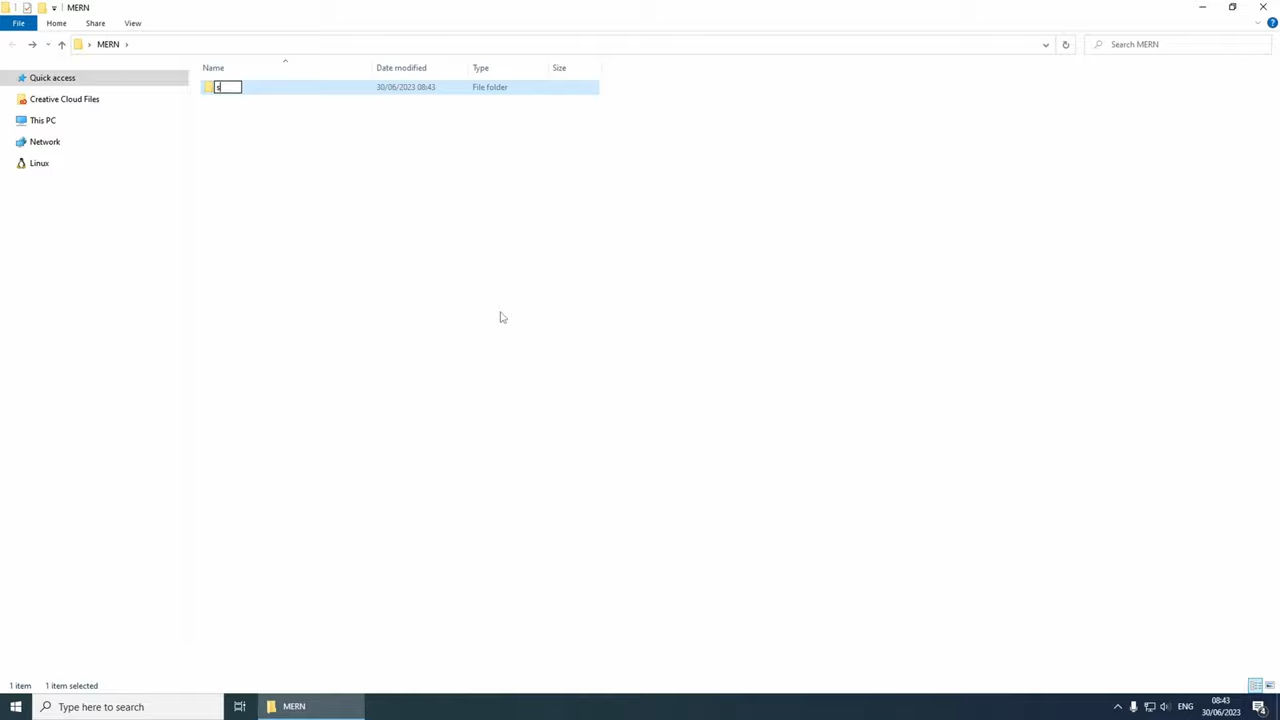 MERN
File Home Share View
MERN
Search MERN
Name Date modified Type Size
Quick access
s 30/06/2023 08:43 File folder
Creative Cloud Files
This PC
Network
Linux
1 item 1 item selected
Type here to search
MERN
ENG
08:43
30/06/2023
4